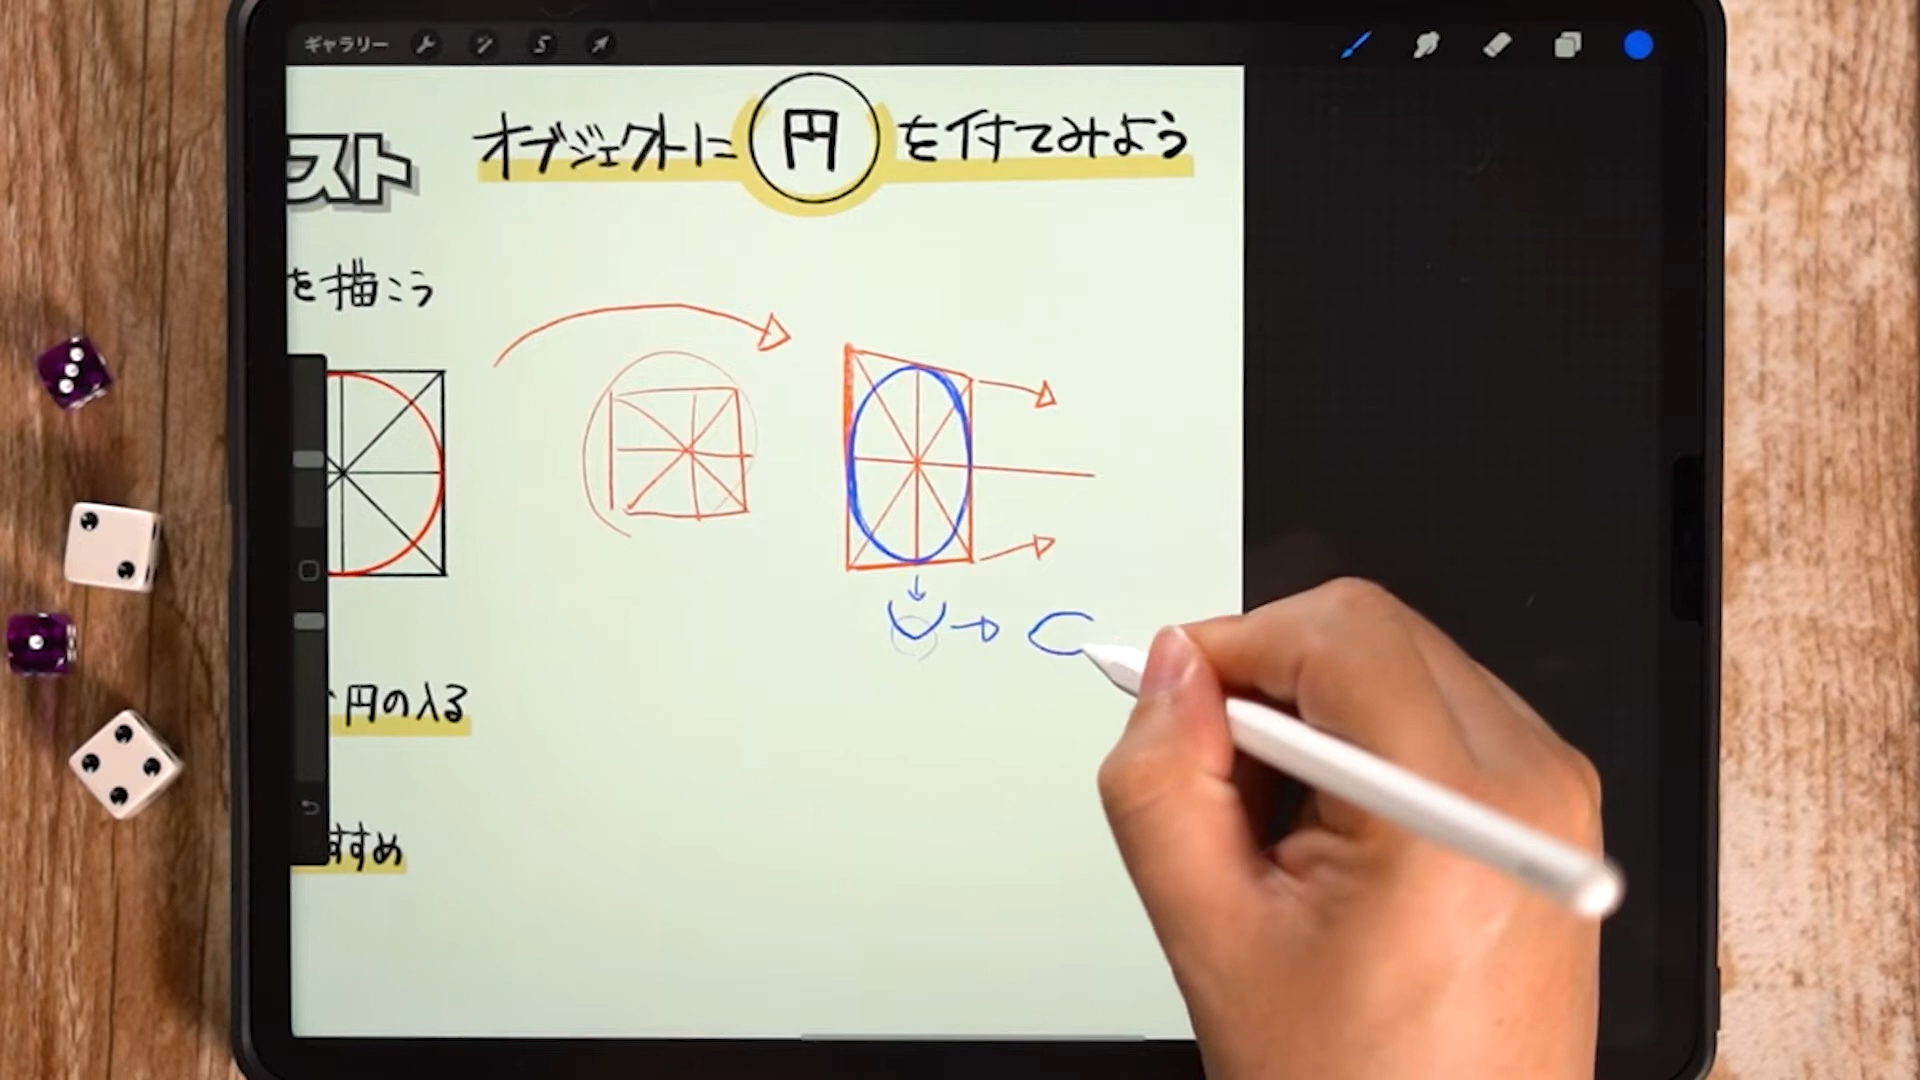 ギャラリー
オブジェクトに円を付てみよう
スト
を描こう
円の入る
すすめ